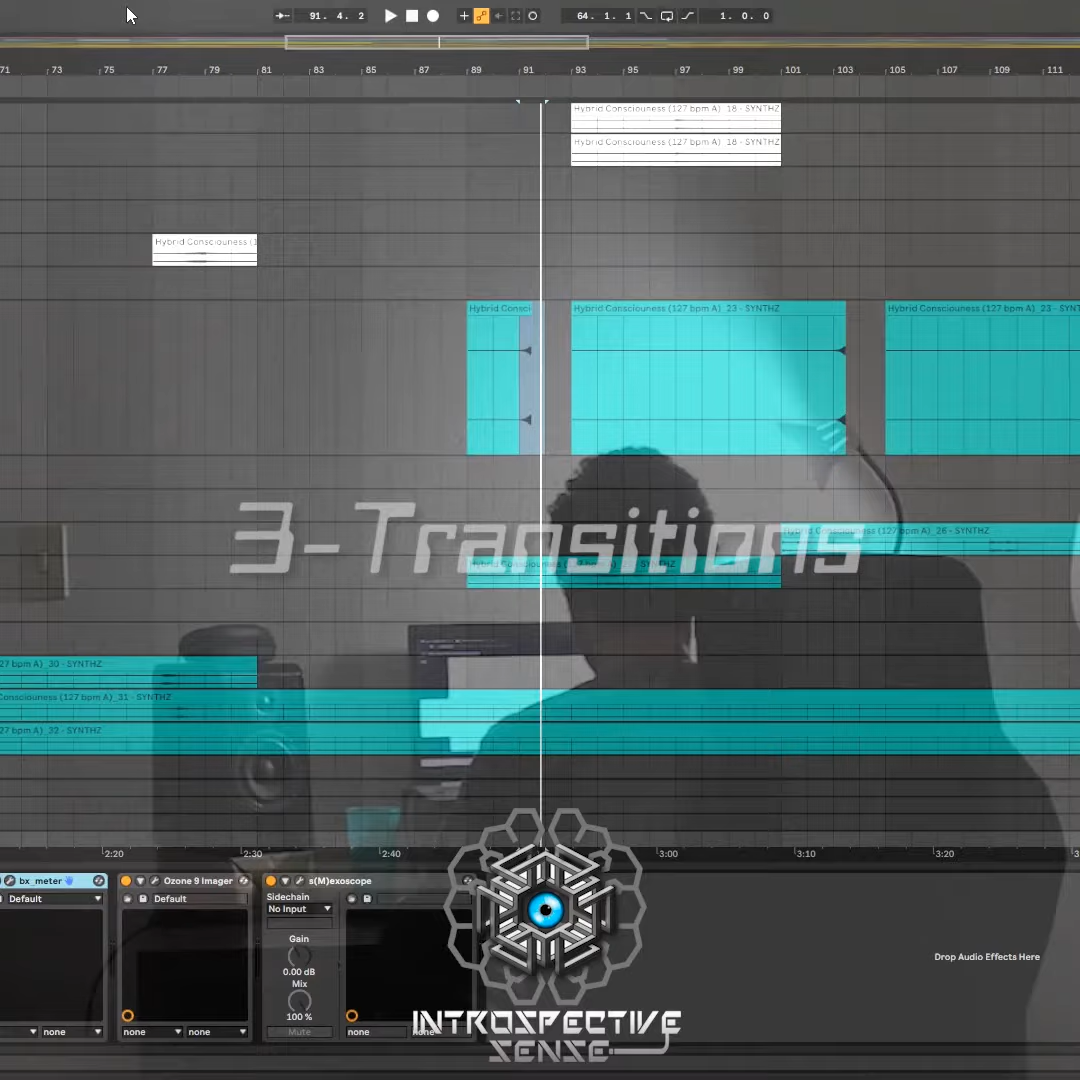 91. 4. 2
64. 1. 1
1. 0. 0
71 73 75 77 79 81 83 85 87 89 91 93 95 97 99 101 103 105 107 109 111
Hybrid Consciouness (127 bpm A)_18 - SYNTHZ
Hybrid Consciouness (127 bpm A)_18 - SYNTHZ
Hybrid Consciouness (1
Hybrid Consci
Hybrid Consciouness (127 bpm A)_23 - SYNTHZ
Hybrid Consciouness (127 bpm A)_23 - SYNTHZ
3-Transitions
Hybrid Consciouness (127 bpm A)_26 - SYNTHZ
27 bpm A)_30 - SYNTHZ
Consciouness (127 bpm A)_31 - SYNTHZ
27 bpm A)_32 - SYNTHZ
2:20 2:30 2:40 3:00 3:10 3:20
bx_meter
Default
none
Ozone 9 Imager
Default
none none
s(M)exoscope
Sidechain
No Input
Gain
0.00 dB
Mix
100 %
Mute
none none
Drop Audio Effects Here
INTROSPECTIVE
SENSE